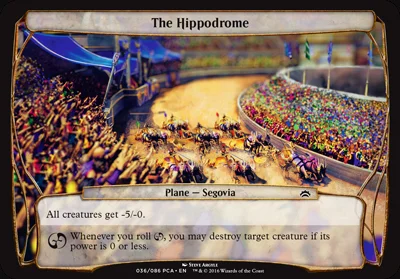 The Hippodrome
Plane — Segovia
All creatures get -5/-0.
Whenever you roll , you may destroy target creature if its
power is 0 or less.
Steve Argyle
036/086 PCA • EN ™ & © 2016 Wizards of the Coast